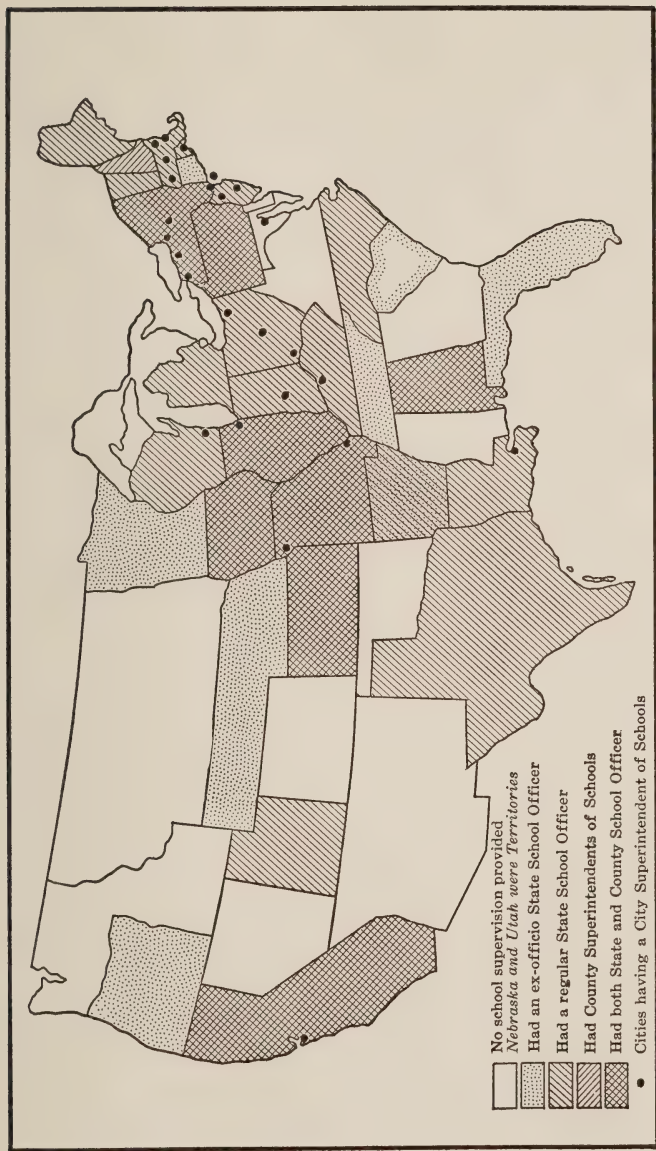 No school supervision provided
Nebraska and Utah were Territories
Had an ex-officio State School Officer
Had a regular State School Officer
Had County Superintendents of Schools
Had both State and County School Officer
Cities having a City Superintendent of Schools